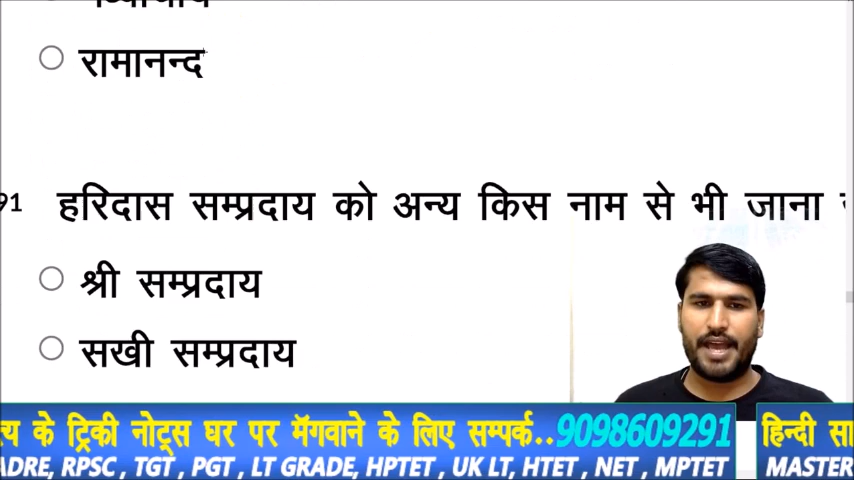 रामानन्द
91 हरिदास सम्प्रदाय को अन्य किस नाम से भी जाना
श्री सम्प्रदाय
सखी सम्प्रदाय
के ट्रिकी नोट्स घर पर मॅगवाने के लिए सम्पर्क..9098609291 हिन्दी
RPSC , TGT , PGT , LT GRADE, HPTET , UK LT, HTET , NET , MPTET MASTER